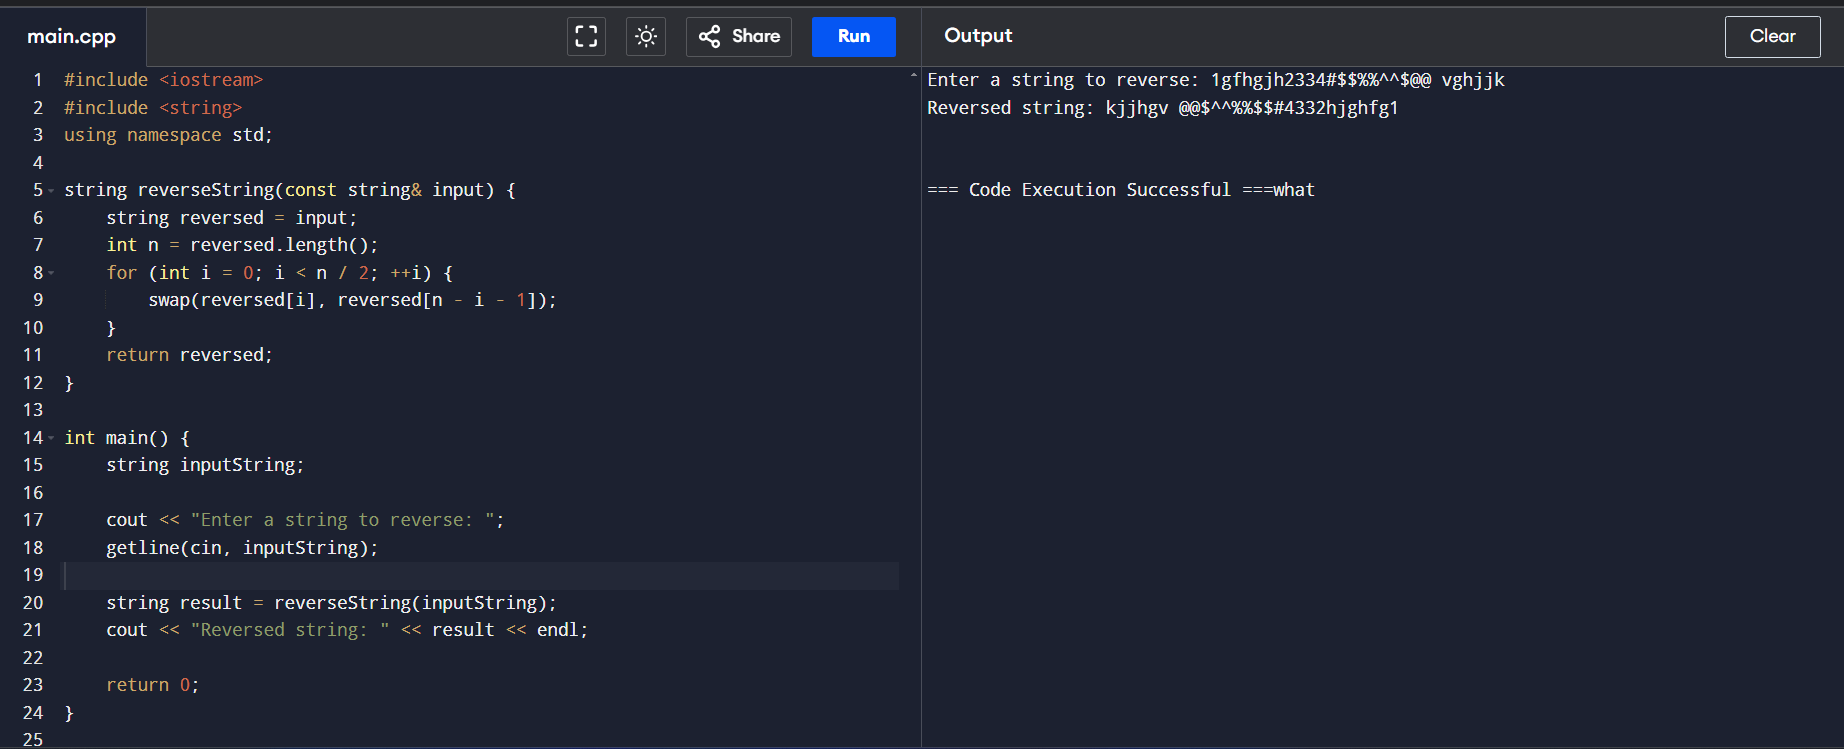 main.cpp
Share
Run
Output
Clear
1 #include <iostream>
2 #include <string>
3 using namespace std;
4
5 string reverseString(const string& input) {
6     string reversed = input;
7     int n = reversed.length();
8     for (int i = 0; i < n / 2; ++i) {
9         swap(reversed[i], reversed[n - i - 1]);
10     }
11     return reversed;
12 }
13
14 int main() {
15     string inputString;
16
17     cout << "Enter a string to reverse: ";
18     getline(cin, inputString);
19
20     string result = reverseString(inputString);
21     cout << "Reversed string: " << result << endl;
22
23     return 0;
24 }
25
Enter a string to reverse: 1gfhgjh2334#$$%%^^$@@ vghjjk
Reversed string: kjjhgv @@$^^%%$$#4332hjghfg1
=== Code Execution Successful ===what